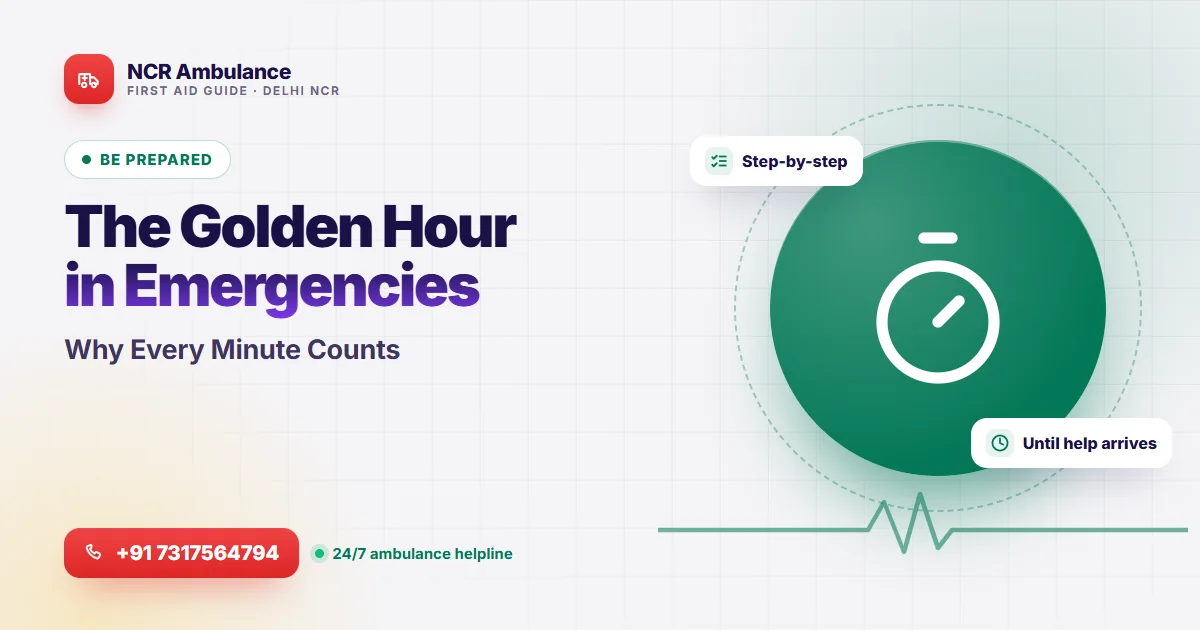 NCR Ambulance
FIRST AID GUIDE · DELHI NCR
BE PREPARED
The Golden Hour
in Emergencies
Why Every Minute Counts
Step-by-step
Until help arrives
+91 7317564794
24/7 ambulance helpline